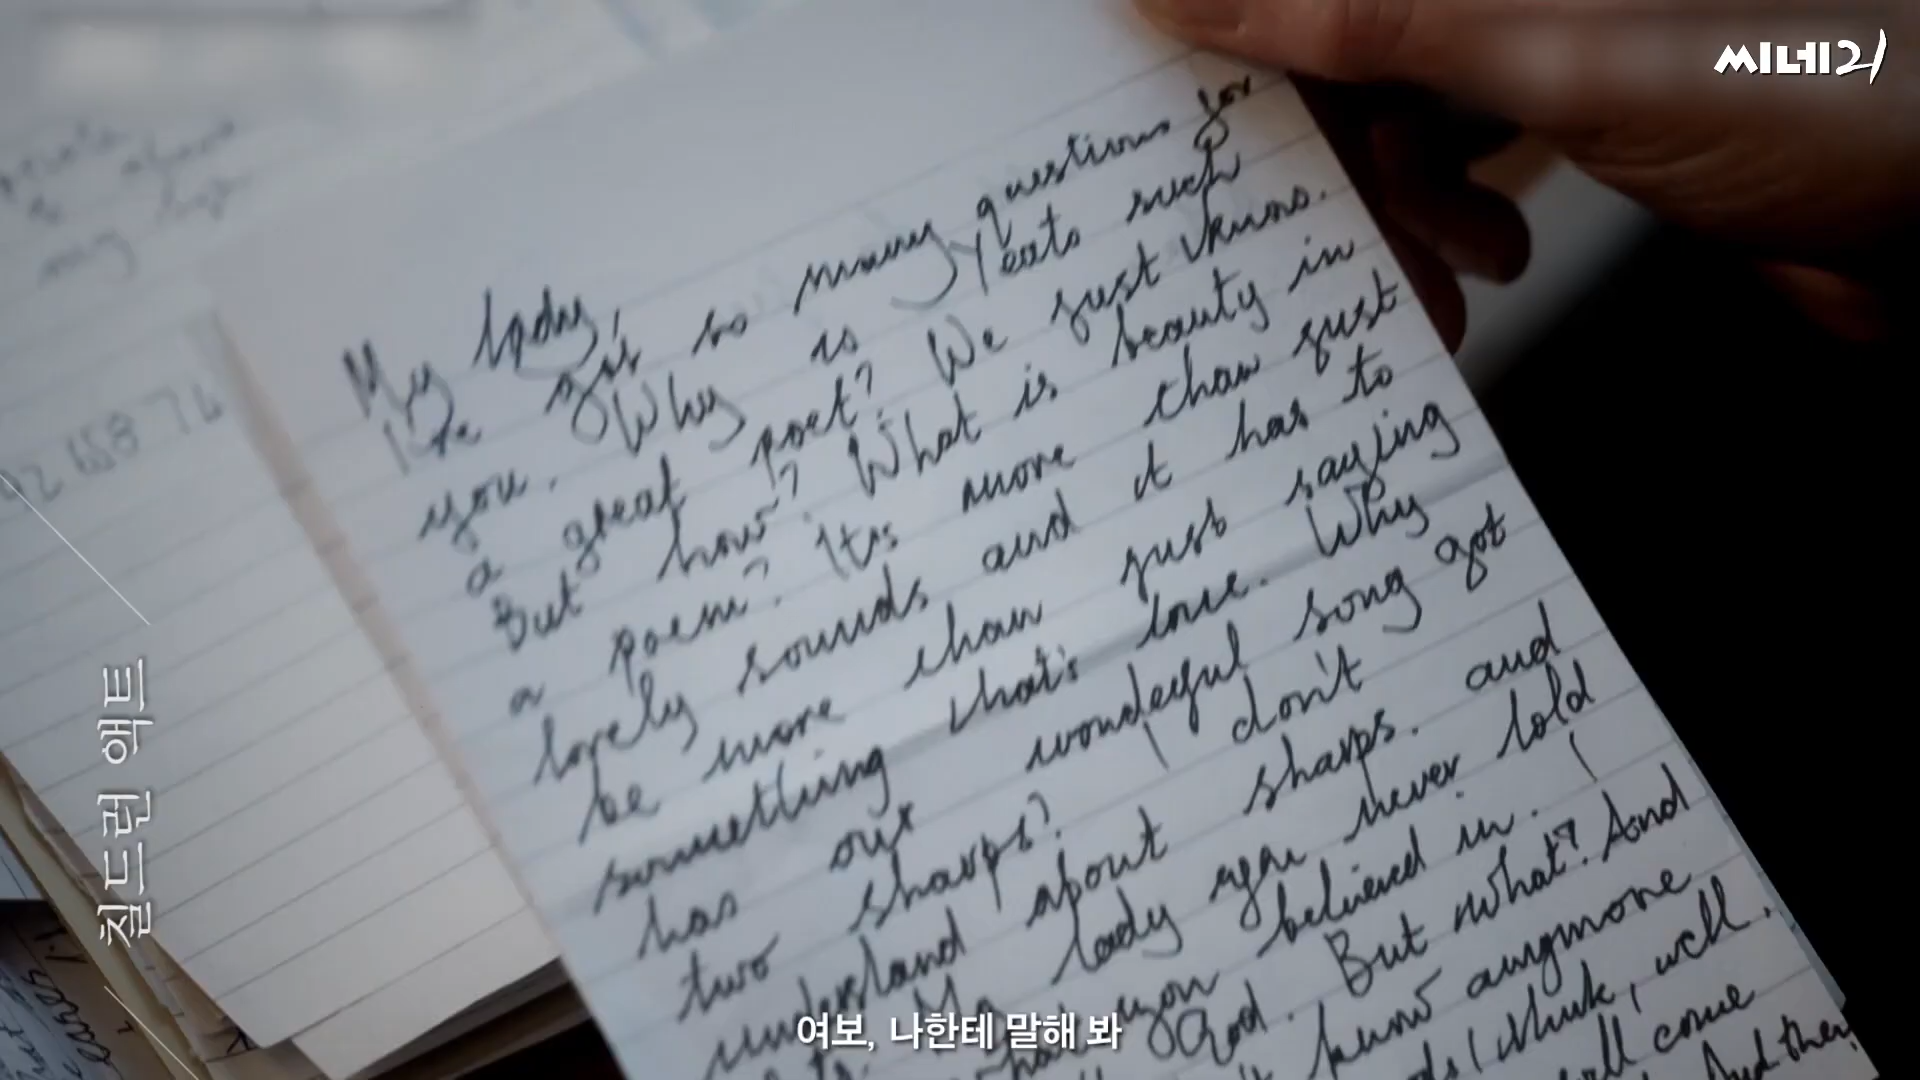 씨네21
My lady,
I've got so many questions for
you. Why is Yeats such
a great poet? We just know.
But how? What is beauty in
a poem? It's more than just
lovely sounds and it has to
be more than just saying
something that's love. Why
has our wonderful song got
two sharps? I don't
understand about sharps. and
My lady you never told
you believed in. I
God. But what? And
know anymore
I think, well.
will come
And then
42 658 76
칠드런 액트
여보, 나한테 말해 봐